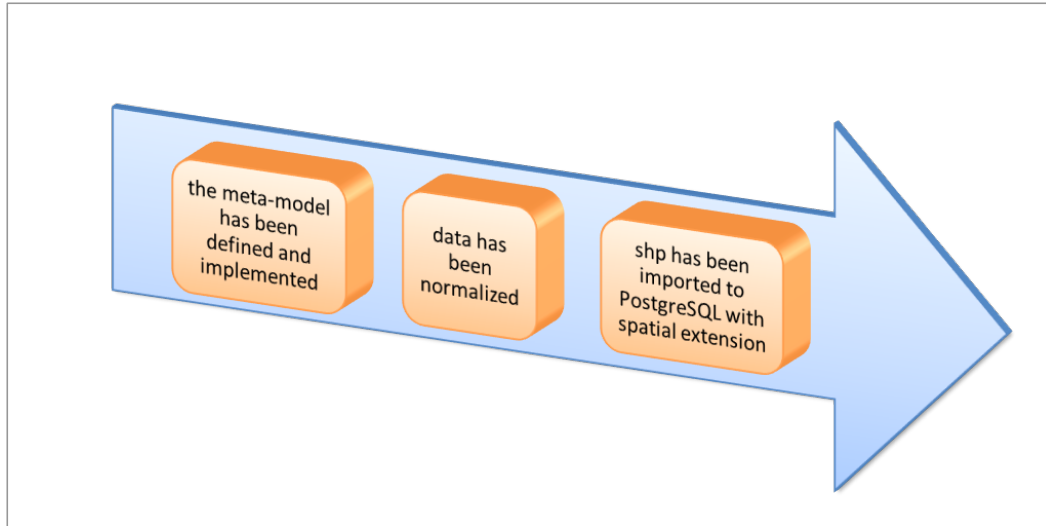 the meta-model
has been
defined and
implemented
data has
been
normalized
shp has been
imported to
PostgreSQL with
spatial extension